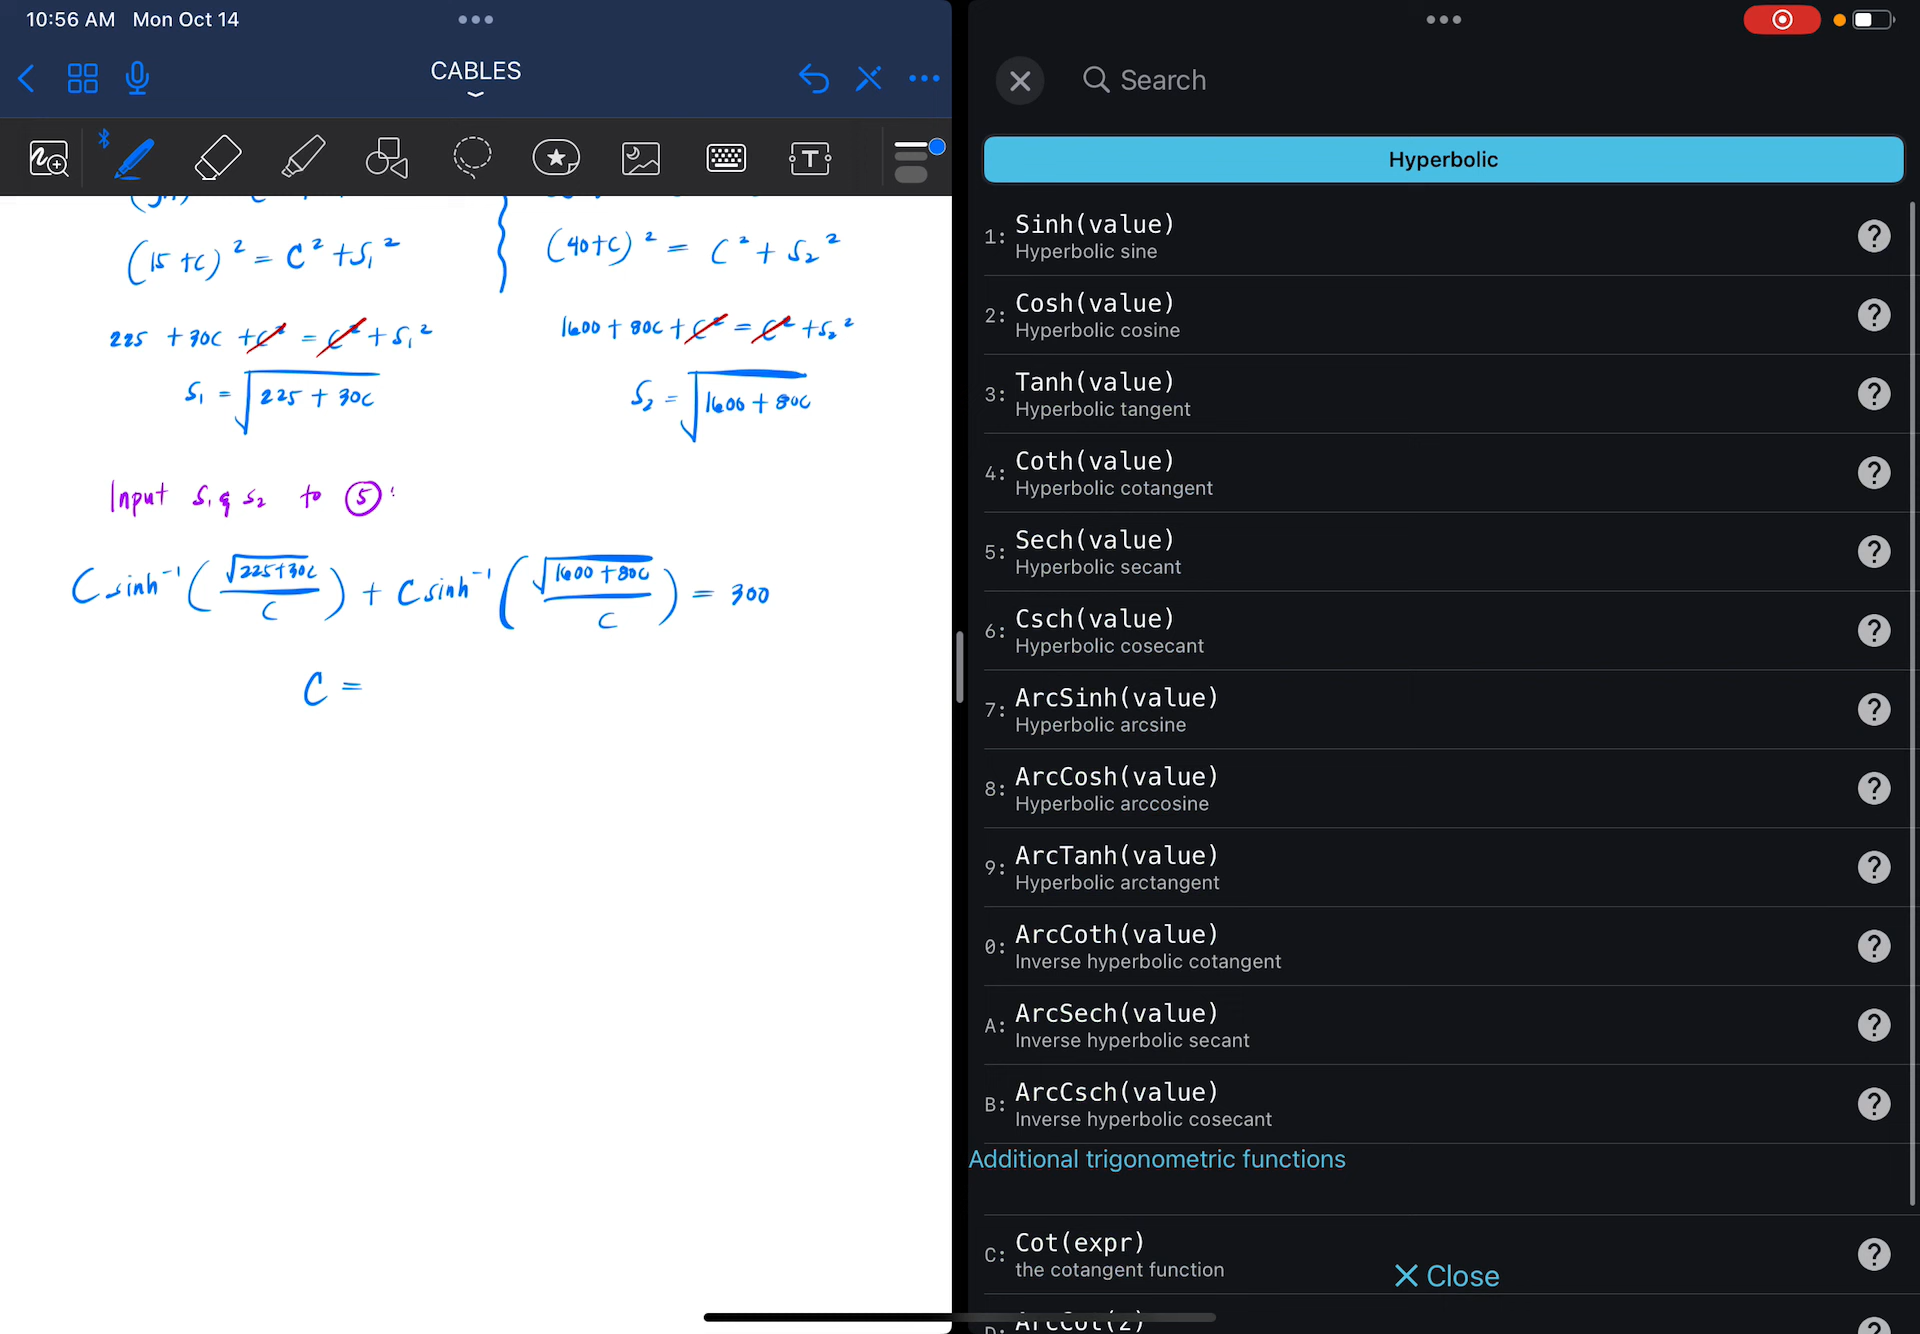 10:56 AM Mon Oct 14
CABLES
(15 + C)² = C² + S₁²
225 + 30C + C² = C² + S₁²
S₁ = √225 + 30C
(40+C)² = C² + S₂²
1600 + 80C + C² = C² + S₂²
S₂ = √1600 + 80C
Input S₁ & S₂ to ⑤:
C sinh⁻¹ (√225+30C / C) + C sinh⁻¹ (√1600+80C / C) = 300
C =
Search
Hyperbolic
1: Sinh(value)
Hyperbolic sine
2: Cosh(value)
Hyperbolic cosine
3: Tanh(value)
Hyperbolic tangent
4: Coth(value)
Hyperbolic cotangent
5: Sech(value)
Hyperbolic secant
6: Csch(value)
Hyperbolic cosecant
7: ArcSinh(value)
Hyperbolic arcsine
8: ArcCosh(value)
Hyperbolic arccosine
9: ArcTanh(value)
Hyperbolic arctangent
0: ArcCoth(value)
Inverse hyperbolic cotangent
A: ArcSech(value)
Inverse hyperbolic secant
B: ArcCsch(value)
Inverse hyperbolic cosecant
Additional trigonometric functions
C: Cot(expr)
the cotangent function
Close
D: ArcCot(z)